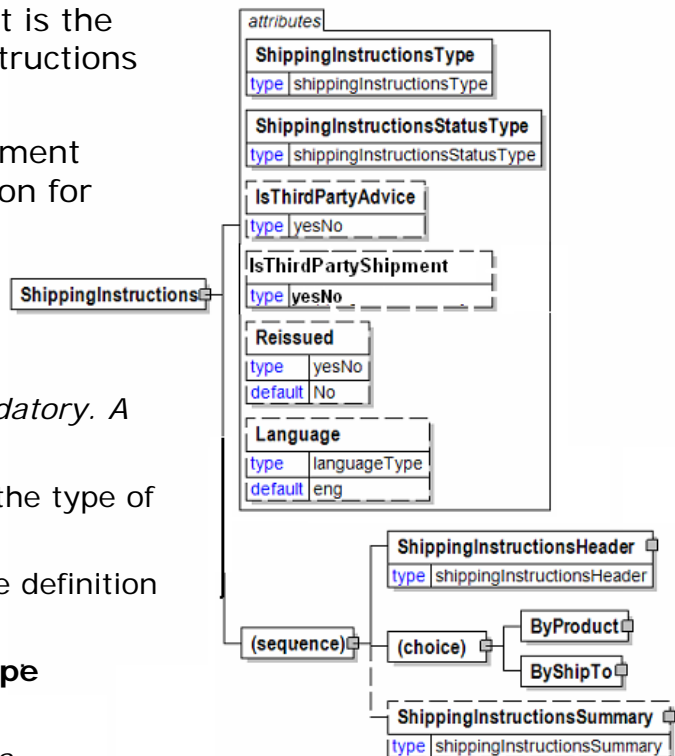 t is the
tructions
ment
on for
datory. A
the type of
e definition
pe
attributes
ShippingInstructionsType
type shippingInstructionsType
ShippingInstructionsStatusType
type shippingInstructionsStatusType
IsThirdPartyAdvice
type yesNo
IsThirdPartyShipment
type yesNo
Reissued
type yesNo
default No
Language
type languageType
default eng
ShippingInstructions
ShippingInstructionsHeader
type shippingInstructionsHeader
(sequence)
(choice)
ByProduct
ByShipTo
ShippingInstructionsSummary
type shippingInstructionsSummary